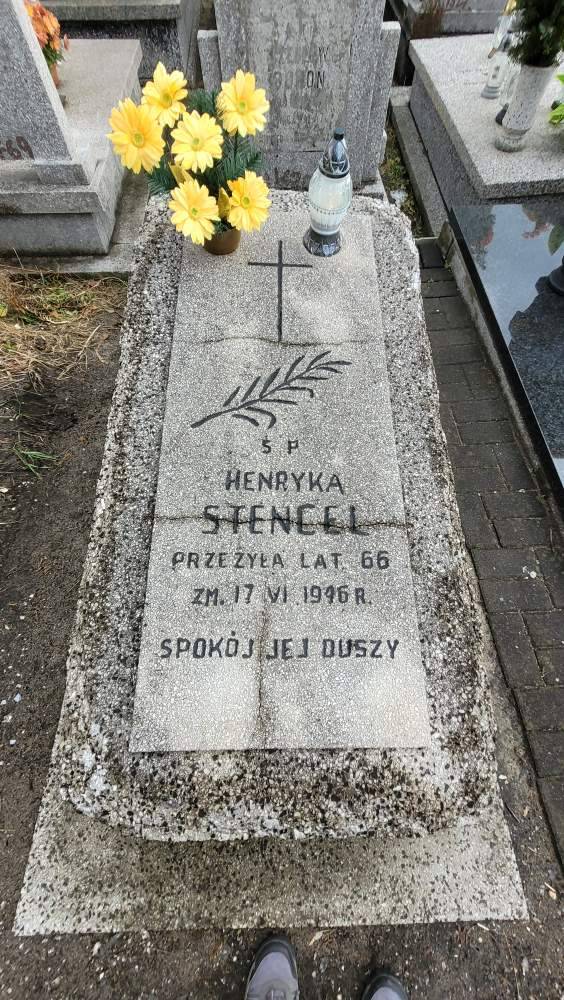 Ś P
HENRYKA
STENCEL
PRZEŻYŁA LAT. 66
ZM. 17 VI 1946 R.
SPOKÓJ JEJ DUSZY